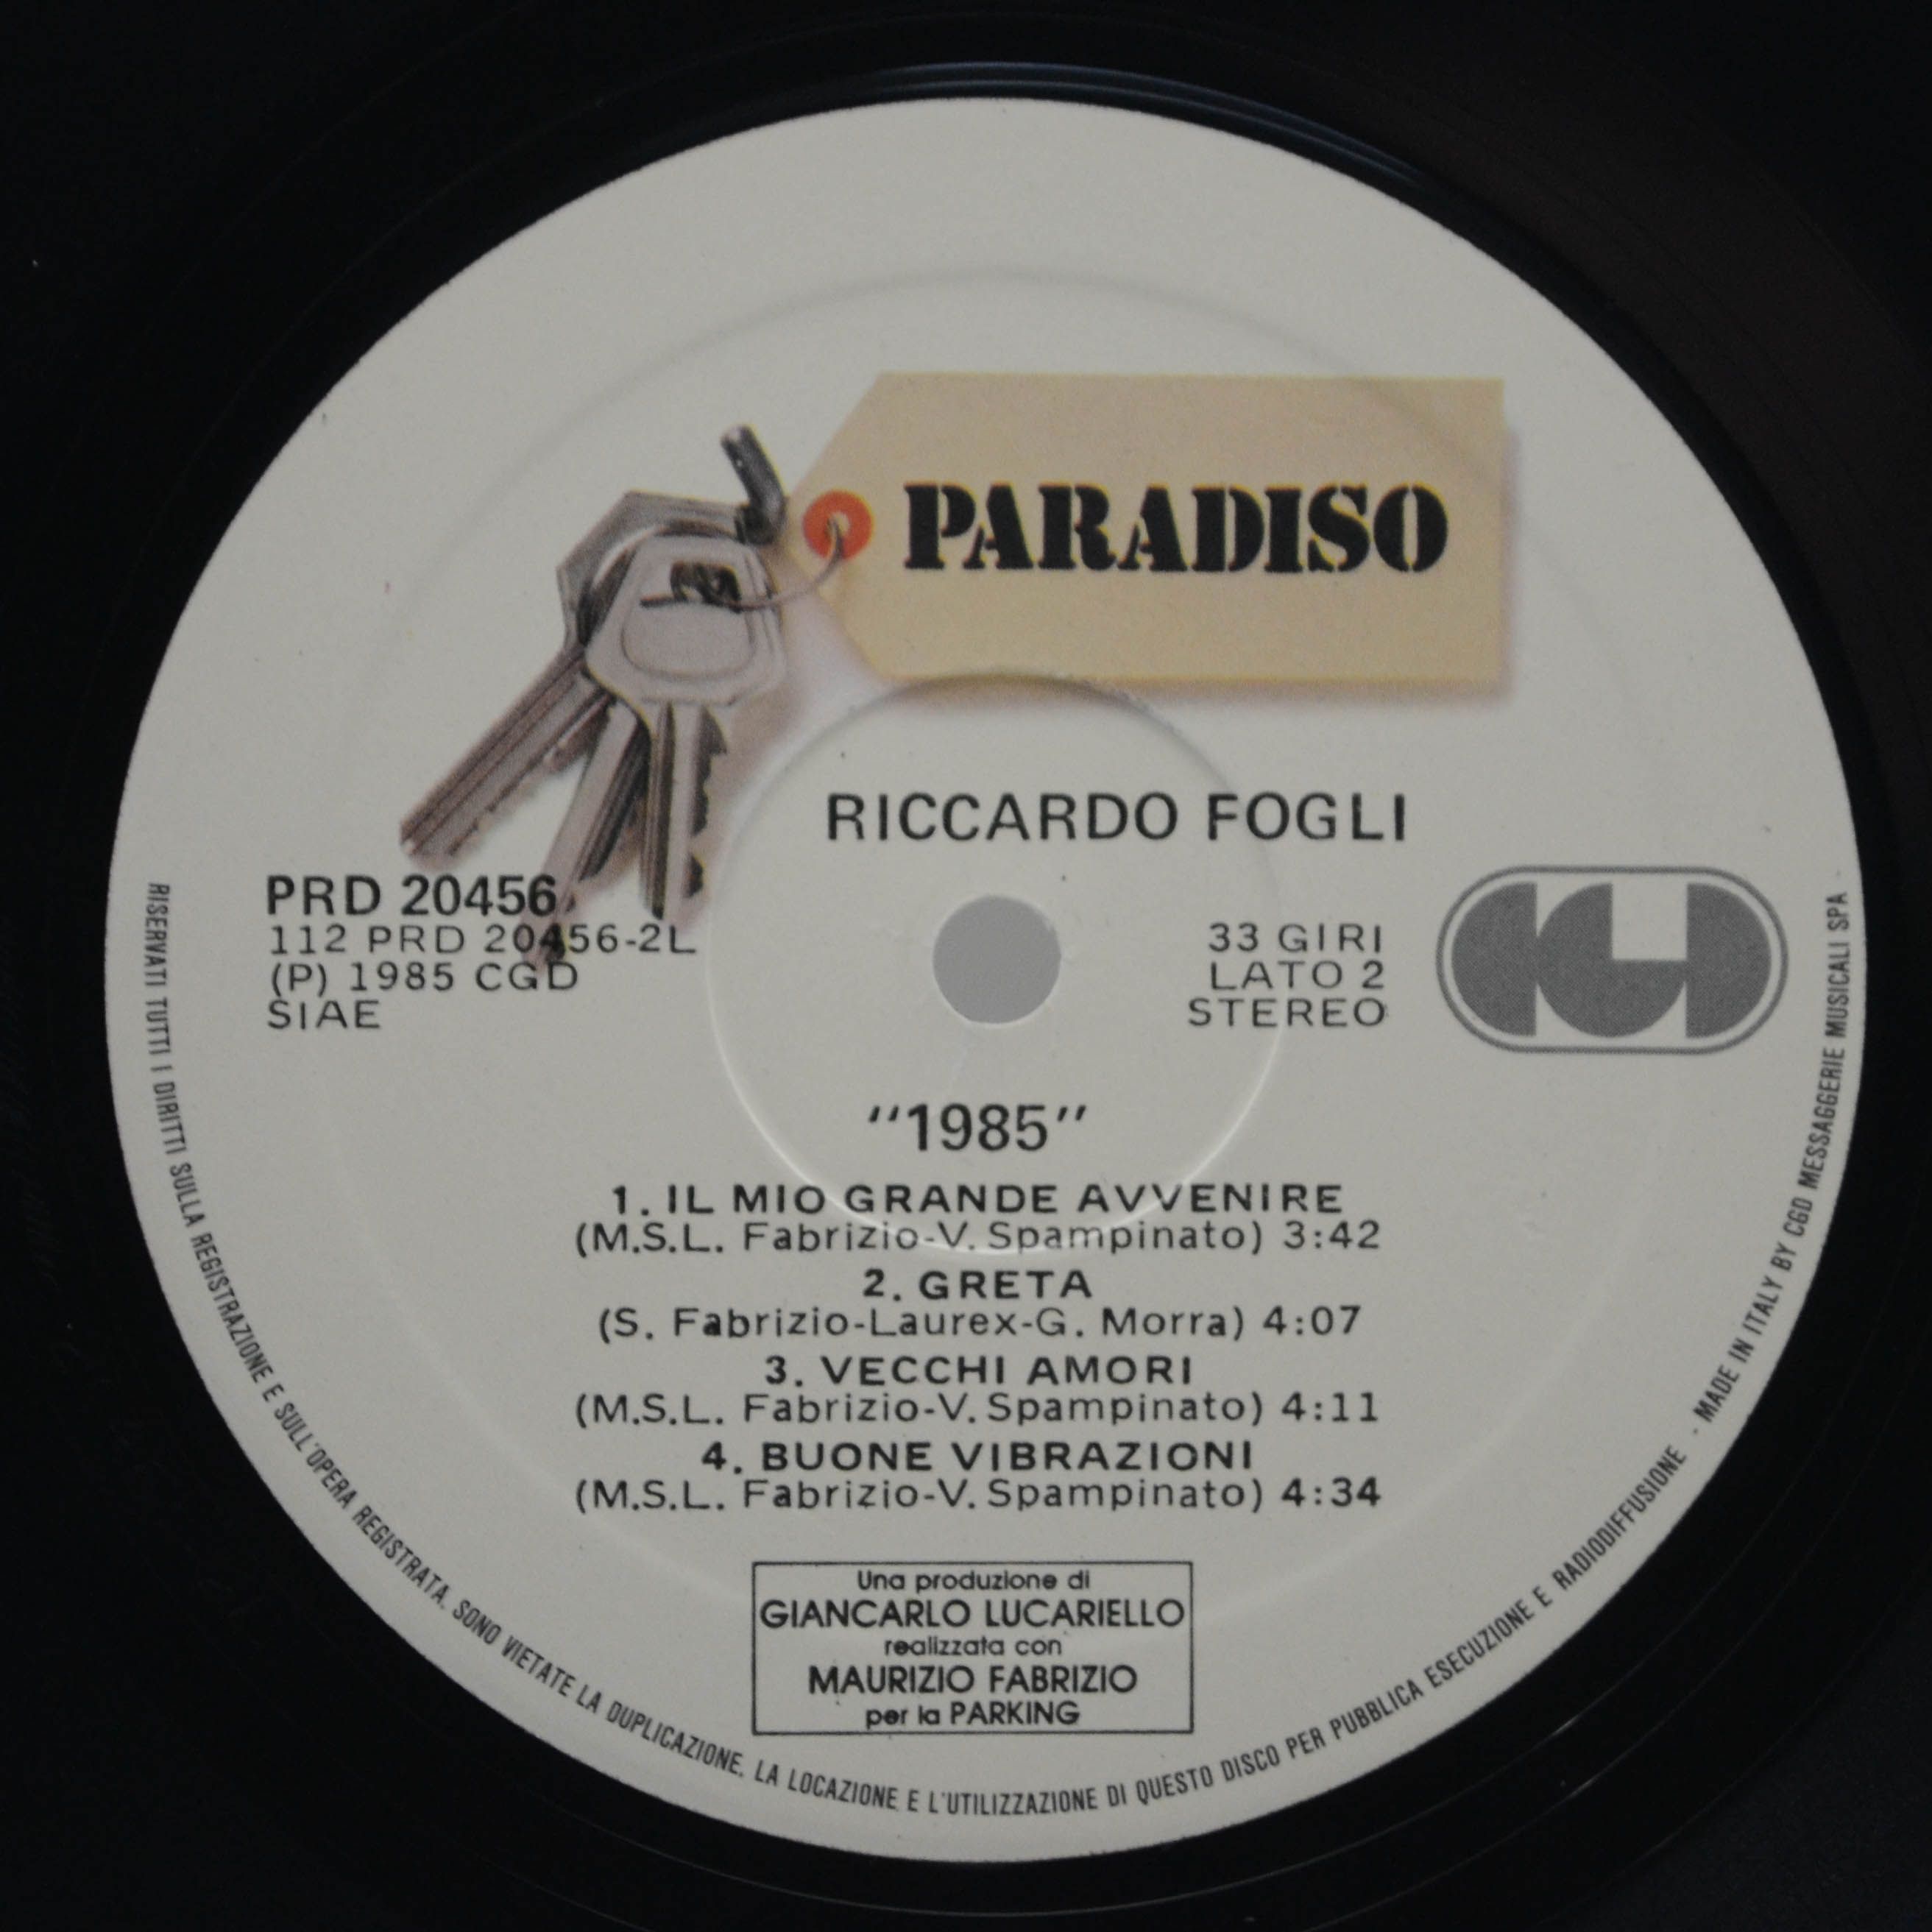 PARADISO
RICCARDO FOGLI
PRD 20456
112 PRD 20456-2L
(P) 1985 CGD
SIAE
33 GIRI
LATO 2
STEREO
CGD
"1985"
1. IL MIO GRANDE AVVENIRE
(M.S.L. Fabrizio-V. Spampinato) 3:42
2. GRETA
(S. Fabrizio-Laurex-G. Morra) 4:07
3. VECCHI AMORI
(M.S.L. Fabrizio-V. Spampinato) 4:11
4. BUONE VIBRAZIONI
(M.S.L. Fabrizio-V. Spampinato) 4:34
Una produzione di
GIANCARLO LUCARIELLO
realizzata con
MAURIZIO FABRIZIO
per la PARKING
RISERVATI TUTTI I DIRITTI SULLA REGISTRAZIONE E SULL'OPERA REGISTRATA. SONO VIETATE LA DUPLICAZIONE, LA LOCAZIONE E L'UTILIZZAZIONE DI QUESTO DISCO PER PUBBLICA ESECUZIONE E RADIODIFFUSIONE - MADE IN ITALY BY CGD MESSAGGERIE MUSICALI SPA